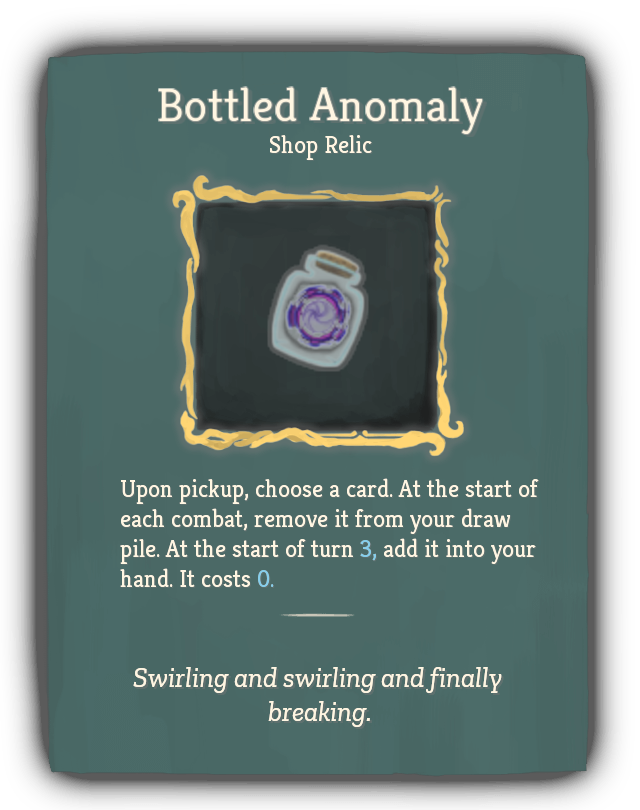 Bottled Anomaly
Shop Relic
Upon pickup, choose a card. At the start of
each combat, remove it from your draw
pile. At the start of turn 3, add it into your
hand. It costs 0.
Swirling and swirling and finally
breaking.